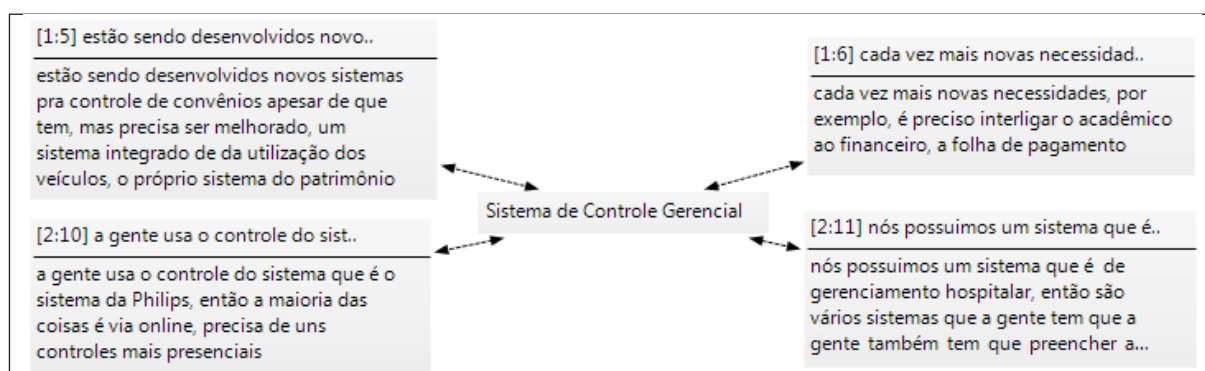 [1:5] estão sendo desenvolvidos novo..
estão sendo desenvolvidos novos sistemas
pra controle de convênios apesar de que
tem, mas precisa ser melhorado, um
sistema integrado de da utilização dos
veículos, o próprio sistema do patrimônio
[1:6] cada vez mais novas necessidad..
cada vez mais novas necessidades, por
exemplo, é preciso interligar o acadêmico
ao financeiro, a folha de pagamento
Sistema de Controle Gerencial
[2:10] a gente usa o controle do sist..
a gente usa o controle do sistema que é o
sistema da Philips, então a maioria das
coisas é via online, precisa de uns
controles mais presenciais
[2:11] nós possuimos um sistema que é..
nós possuimos um sistema que é de
gerenciamento hospitalar, então são
vários sistemas que a gente tem que a
gente também tem que preencher a...